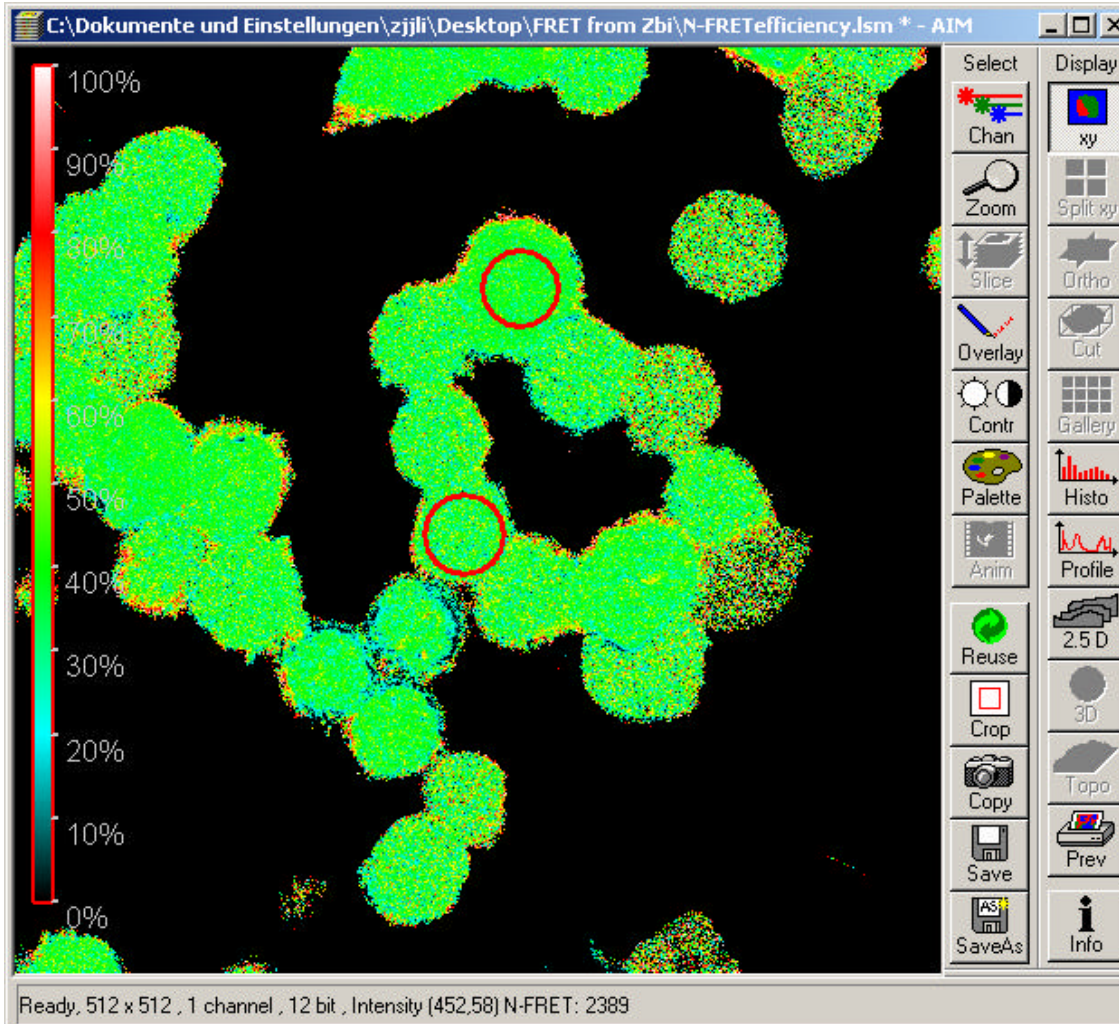 C:\Dokumente und Einstellungen\zjjli\Desktop\FRET from Zbi\N-FRETefficiency.lsm * - AIM
100%
90%
80%
70%
60%
50%
40%
30%
20%
10%
0%
Select
Chan
Zoom
Slice
Overlay
Contr
Palette
Anim
Reuse
Crop
Copy
Save
AS
SaveAs
Display
xy
Split xy
Ortho
Cut
Gallery
Histo
Profile
2.5 D
3D
Topo
Prev
Info
Ready, 512 x 512 , 1 channel , 12 bit , Intensity (452,58) N-FRET: 2389